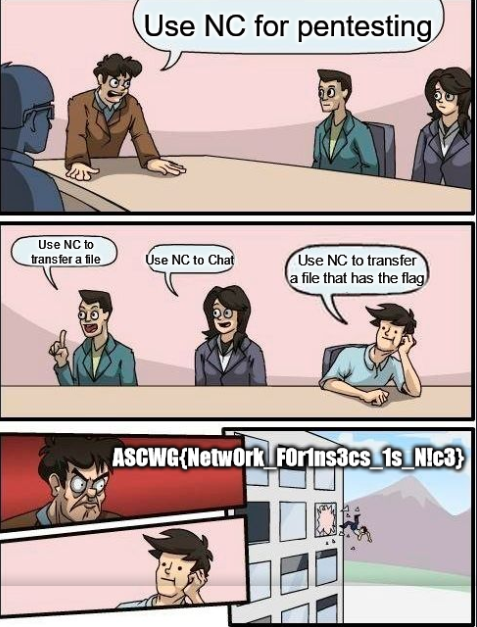 Use NC for pentesting
Use NC to
transfer a file
Use NC to Chat
Use NC to transfer
a file that has the flag
ASCWG{Netw0rk_F0r1ns3cs_1s_N!c3}